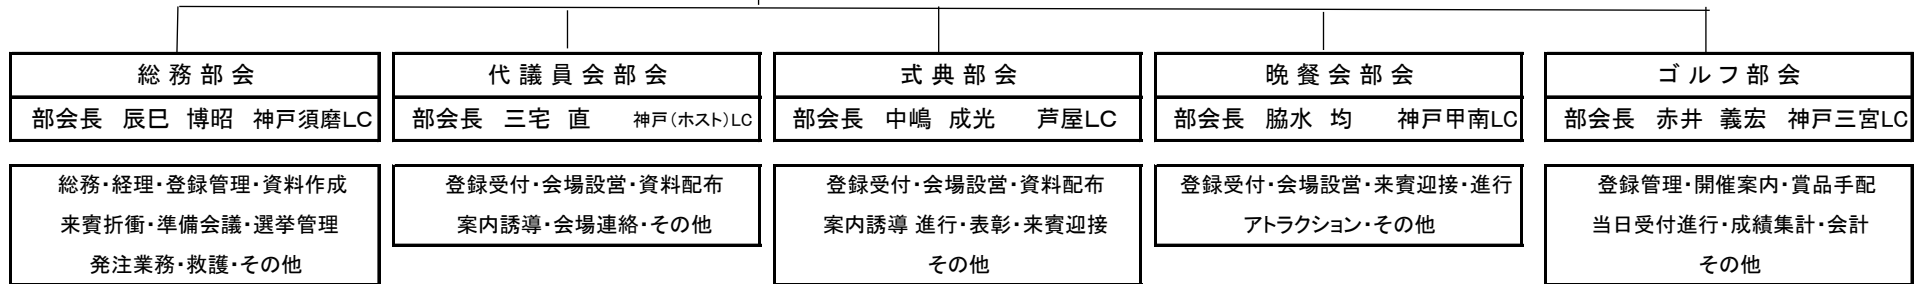 総務部会
部会長 辰巳 博昭 神戸須磨LC
総務・経理・登録管理・資料作成
来賓折衝・準備会議・選挙管理
発注業務・救護・その他
代議員会部会
部会長 三宅 直 神戸(ホスト)LC
登録受付・会場設営・資料配布
案内誘導・会場連絡・その他
式典部会
部会長 中嶋 成光 芦屋LC
登録受付・会場設営・資料配布
案内誘導 進行・表彰・来賓迎接
その他
晩餐会部会
部会長 脇水 均 神戸甲南LC
登録受付・会場設営・来賓迎接・進行
アトラクション・その他
ゴルフ部会
部会長 赤井 義宏 神戸三宮LC
登録管理・開催案内・賞品手配
当日受付進行・成績集計・会計
その他